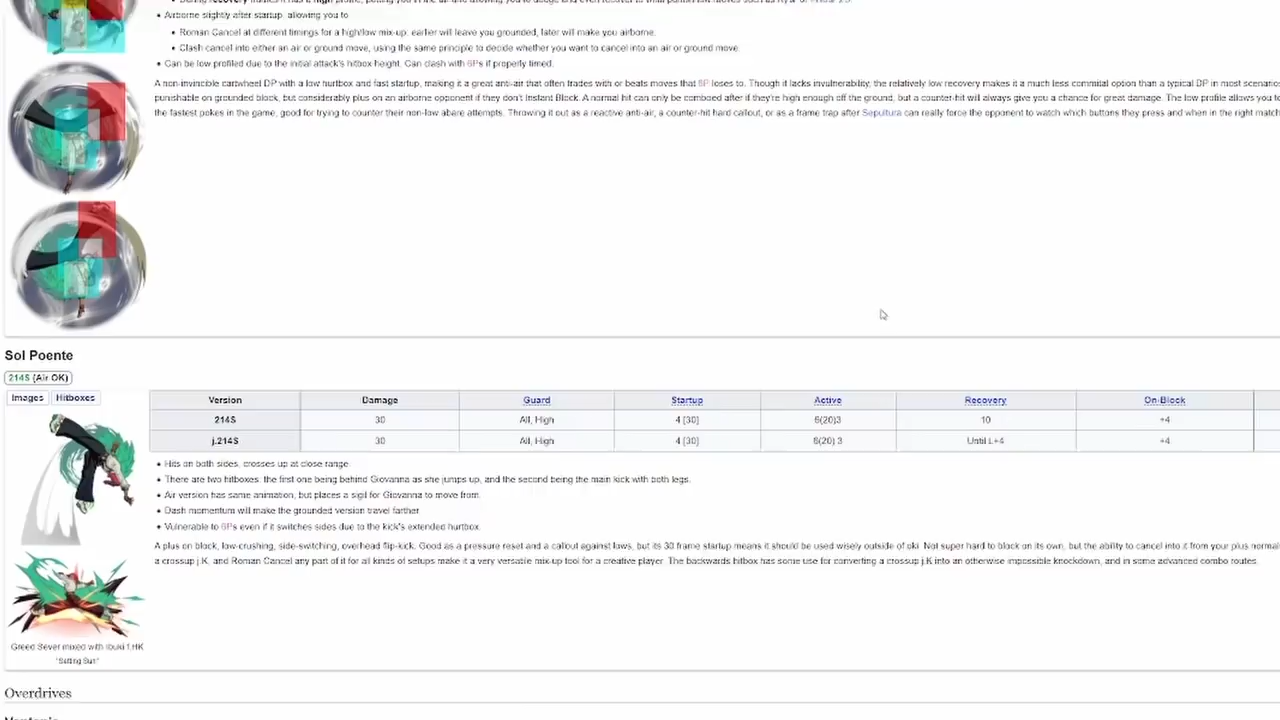 Airborne slightly after startup, allowing you to
Roman Cancel at different timings for a high/low mix-up: earlier will leave you grounded, later will make you airborne.
Clash cancel into either an air or ground move, using the same principle to decide whether you want to cancel into an air or ground move.
Can be low profiled due to the initial attack's hitbox height. Can clash with 6Ps if properly timed.
A non-invincible cartwheel DP with a low hurtbox and fast startup, making it a great anti-air that often trades with or beats moves that 6P loses to. Though it lacks invulnerability, the relatively low recovery makes it a much less commital option than a typical DP in most scenarios
punishable on grounded block, but considerably plus on an airborne opponent if they don't Instant Block. A normal hit can only be comboed after if they're high enough off the ground, but a counter-hit will always give you a chance for great damage. The low profile allows you to
the fastest pokes in the game, good for trying to counter their non-low abare attempts. Throwing it out as a reactive anti-air, a counter-hit hard callout, or as a frame trap after Sepultura can really force the opponent to watch which buttons they press and when in the right match
Sol Poente
214S (Air OK)
Images Hitboxes
Version Damage Guard Startup Active Recovery On-Block
214S 30 All, High 4 [30] 6(20)3 10 +4
j.214S 30 All, High 4 [30] 6(20) 3 Until L+4 +4
Hits on both sides, crosses up at close range.
There are two hitboxes: the first one being behind Giovanna as she jumps up, and the second being the main kick with both legs.
Air version has same animation, but places a sigil for Giovanna to move from.
Dash momentum will make the grounded version travel farther
Vulnerable to 6Ps even if it switches sides due to the kick's extended hurtbox.
A plus on block, low-crushing, side-switching, overhead flip-kick. Good as a pressure reset and a callout against lows, but its 30 frame startup means it should be used wisely outside of oki. Not super hard to block on its own, but the ability to cancel into it from your plus normal
a crossup j.K, and Roman Cancel any part of it for all kinds of setups make it a very versatile mix-up tool for a creative player. The backwards hitbox has some use for converting a crossup j.K into an otherwise impossible knockdown, and in some advanced combo routes.
Greed Sever mixed with Ibuki f.HK
"Setting Sun"
Overdrives